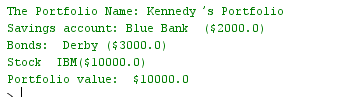 The Portfolio Name: Kennedy 's Portfolio
Savings account: Blue Bank  ($2000.0)
Bonds:  Derby ($3000.0)
Stock  IBM($10000.0)
Portfolio value:  $10000.0
>